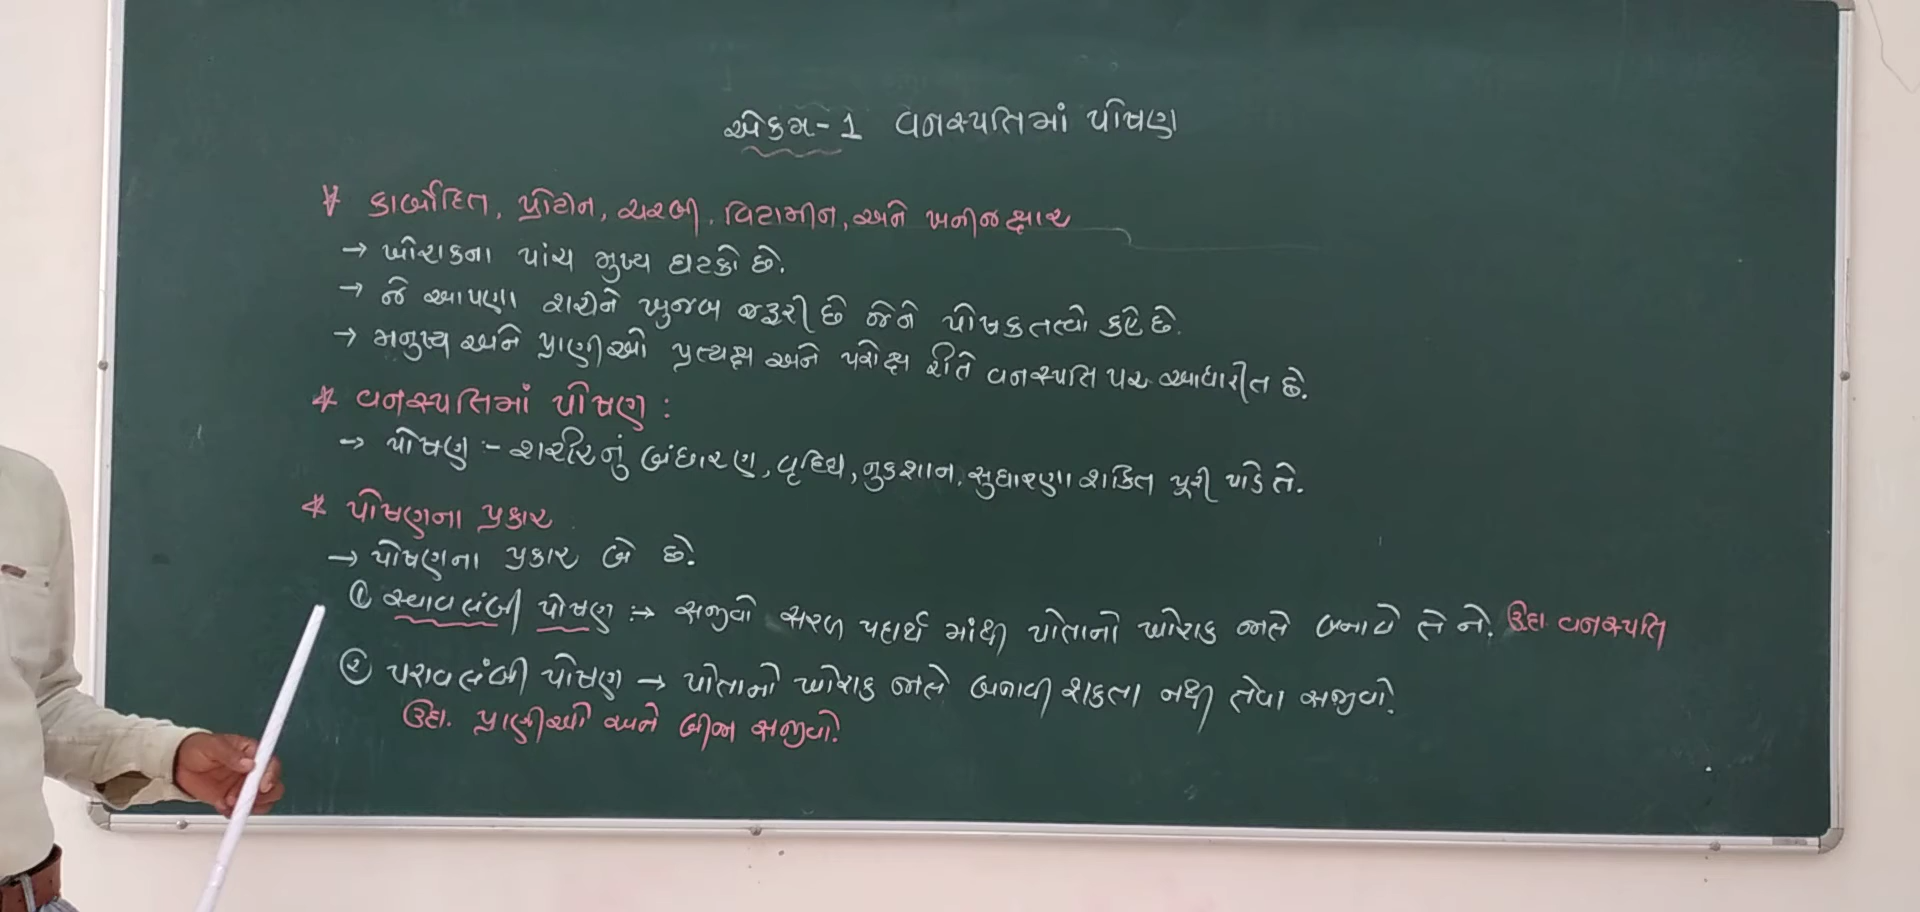 એકમ-1 વનસ્પતિમાં પોષણ
* કાર્બોદિત, પ્રોટીન, ચરબી, વિટામીન, અને ખનીજ ક્ષાર
→ ખોરાકના પાંચ મુખ્ય ઘટકો છે.
→ જે આપણા શરીરને ખુજબ જરૂરી છે જેને પોષક તત્વો કહે છે.
→ મનુષ્ય અને પ્રાણીઓ પ્રત્યક્ષ અને પરોક્ષ રીતે વનસ્પતિ પર આધારીત છે.
* વનસ્પતિમાં પોષણ :
→ પોષણ :- શરીરનું બંધારણ, વૃદ્ધિ, નુકશાન, સુધારણા શક્તિ પૂરી પાડે તે.
* પોષણના પ્રકાર
→ પોષણના પ્રકાર બે છે.
① સ્વાવલંબી પોષણ :→ સજીવો સરળ પદાર્થ માંથી પોતાનો ખોરાક જાતે બનાવે તે ને. ઉદા. વનસ્પતિ
② પરાવલંબી પોષણ → પોતાનો ખોરાક જાતે બનાવી શકતા નથી તેવા સજીવો.
ઉદા. પ્રાણીઓ અને બીજા સજીવો.